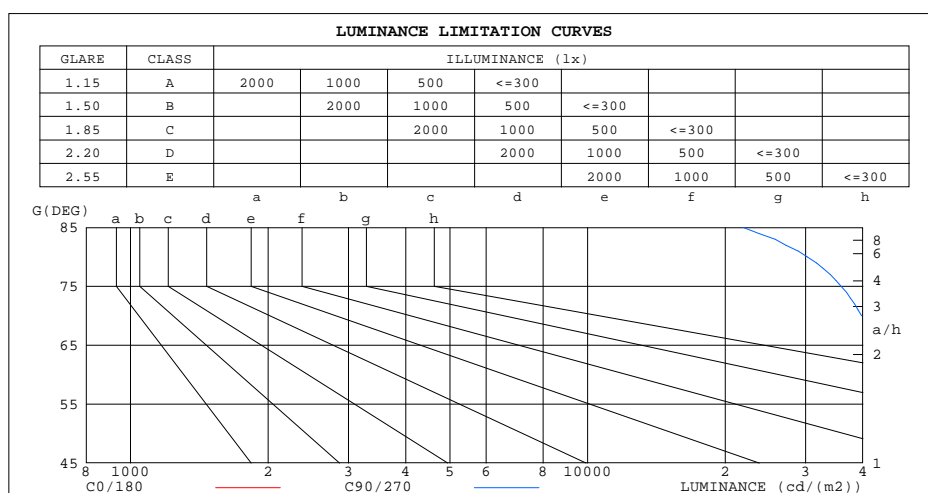 LUMINANCE LIMITATION CURVES
GLARE CLASS ILLUMINANCE (lx)
1.15 A 2000 1000 500 <=300
1.50 B 2000 1000 500 <=300
1.85 C 2000 1000 500 <=300
2.20 D 2000 1000 500 <=300
2.55 E 2000 1000 500 <=300
a b c d e f g h
G(DEG)
a b c d e f g h
85
8
6
75
4
3
a/h
65
2
55
45 1
8 1000 2 3 4 5 6 8 10000 2 3 4
C0/180 C90/270 LUMINANCE (cd/(m2))